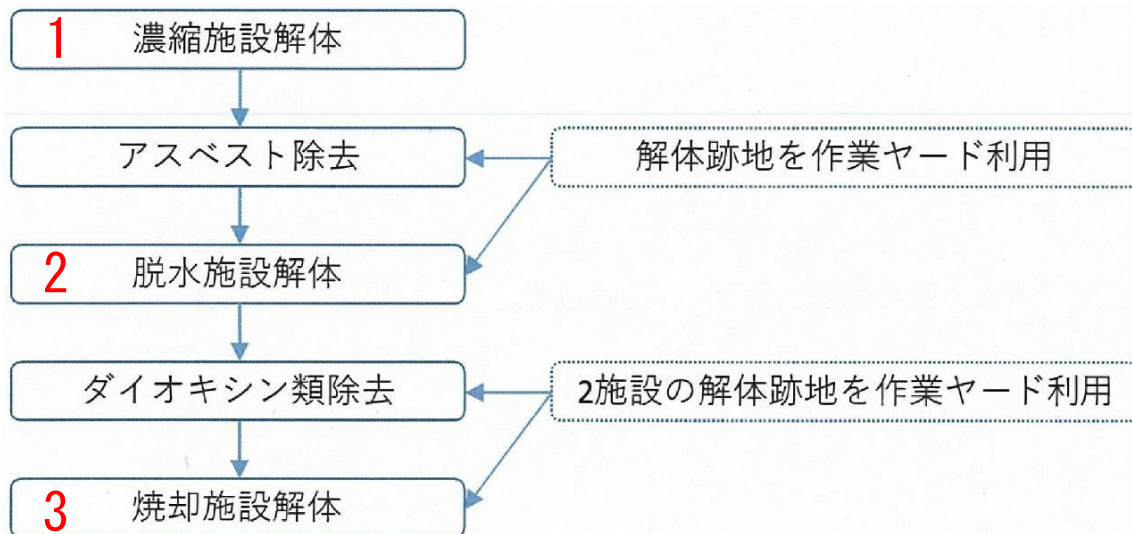 1 濃縮施設解体
アスベスト除去
解体跡地を作業ヤード利用
2 脱水施設解体
ダイオキシン類除去
2施設の解体跡地を作業ヤード利用
3 焼却施設解体